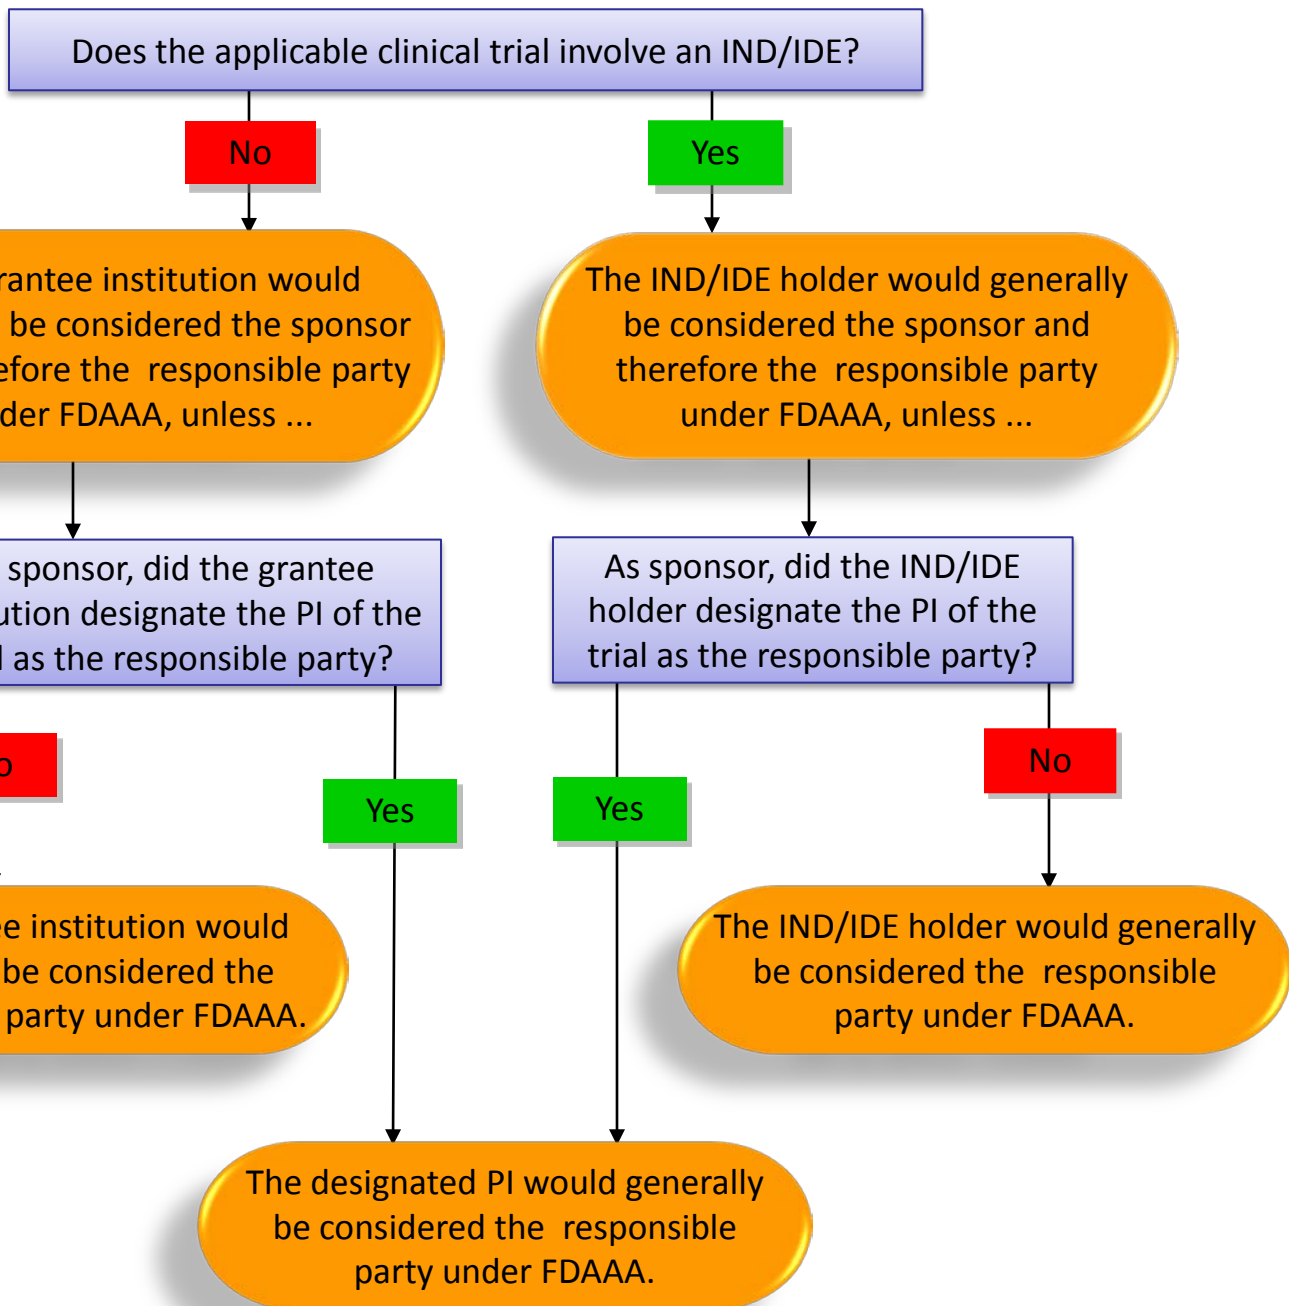 Does the applicable clinical trial involve an IND/IDE?
No
Yes
institution would
be considered the sponsor
the responsible party
FDAAA, unless ...
The IND/IDE holder would generally
be considered the sponsor and
therefore the responsible party
under FDAAA, unless ...
sponsor, did the grantee
designate the PI of the
as the responsible party?
As sponsor, did the IND/IDE
holder designate the PI of the
trial as the responsible party?
Yes
Yes
No
institution would
be considered the
party under FDAAA.
The IND/IDE holder would generally
be considered the responsible
party under FDAAA.
The designated PI would generally
be considered the responsible
party under FDAAA.